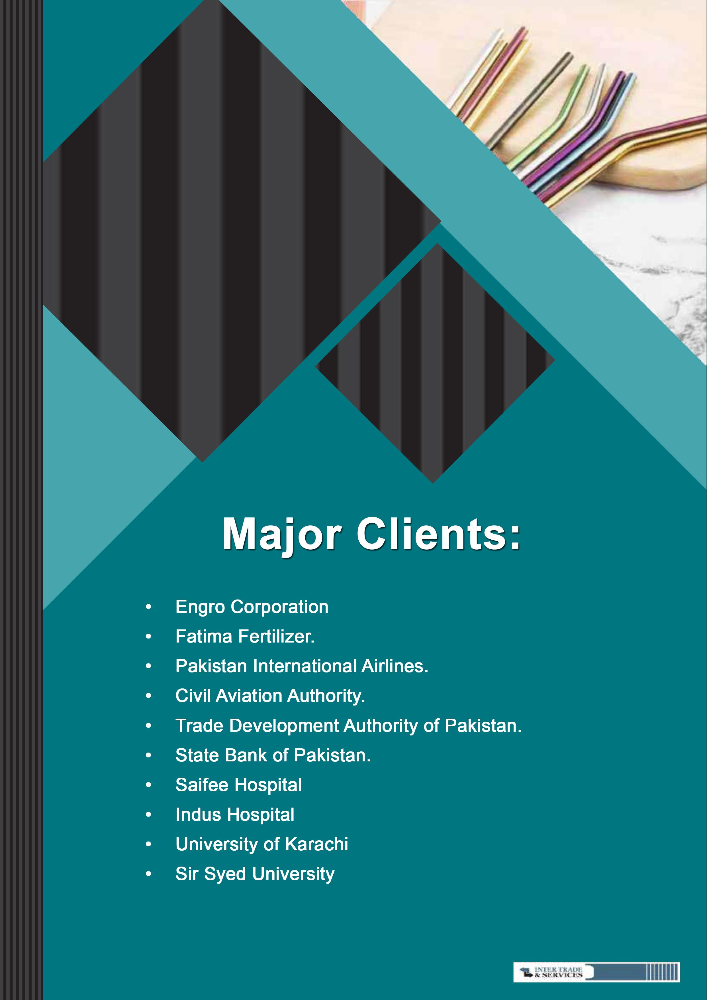 Major Clients:
• Engro Corporation
• Fatima Fertilizer.
• Pakistan International Airlines.
• Civil Aviation Authority.
• Trade Development Authority of Pakistan.
• State Bank of Pakistan.
• Saifee Hospital
• Indus Hospital
• University of Karachi
• Sir Syed University
INTER TRADE
& SERVICES